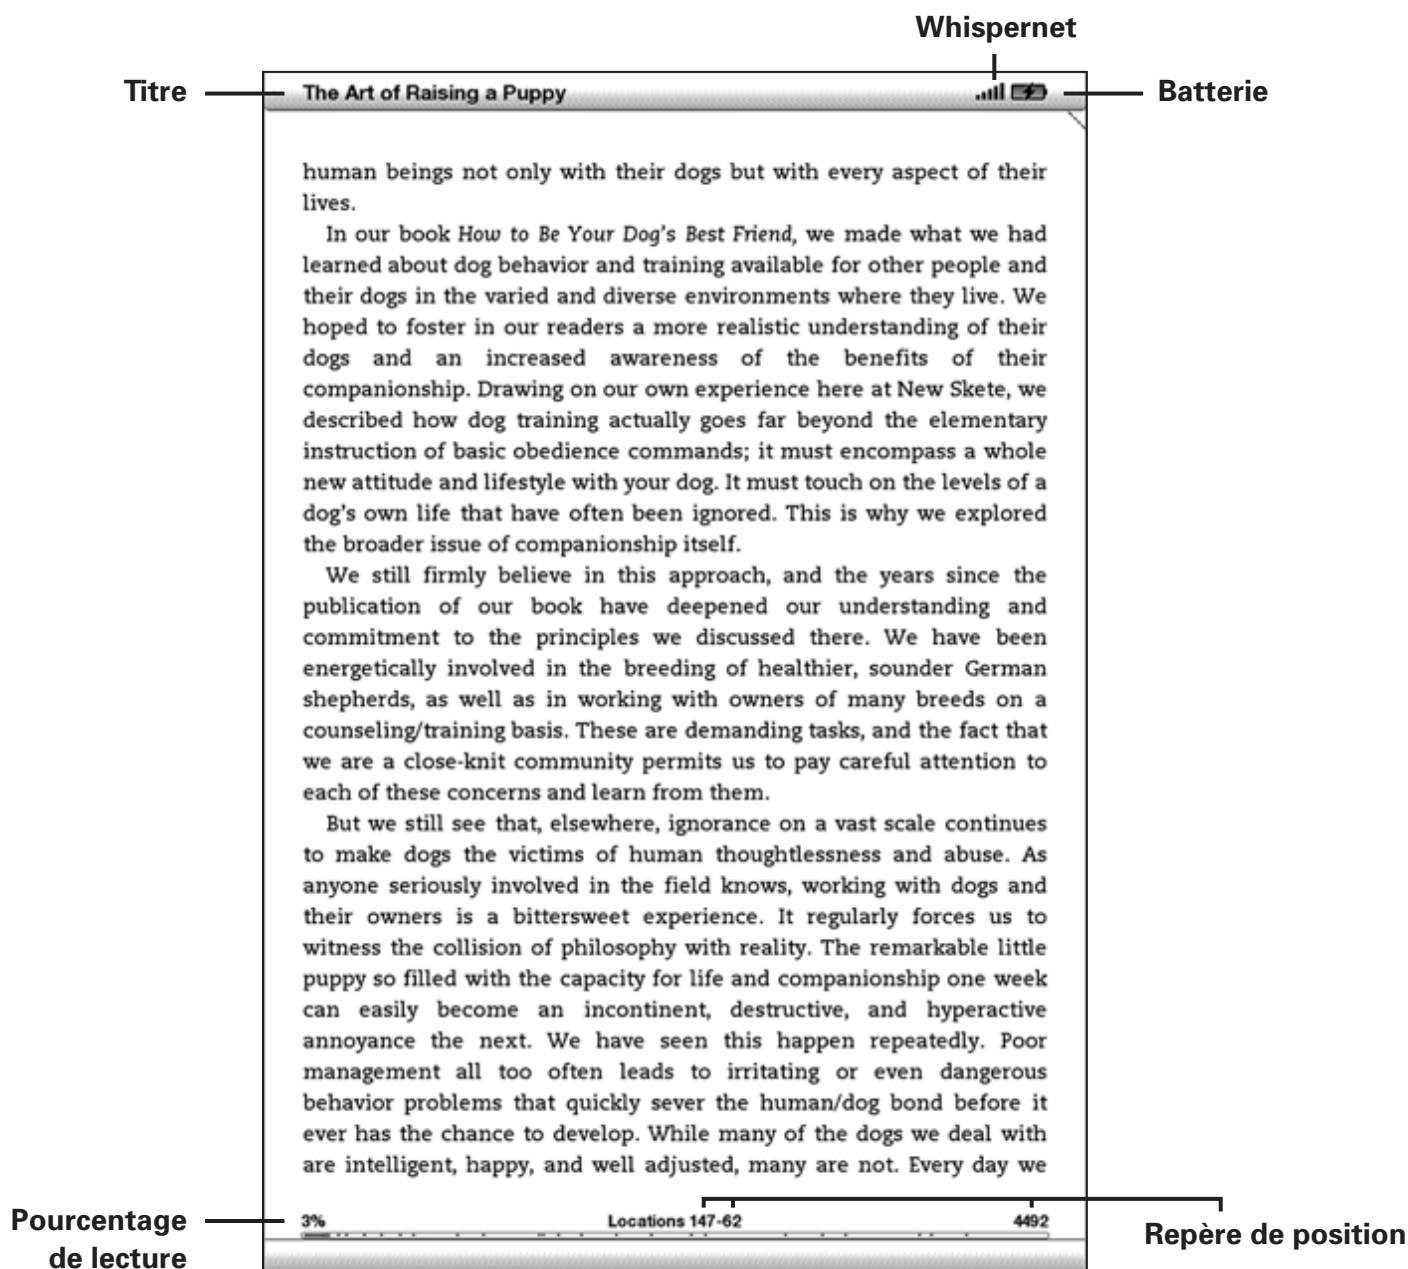 Whispernet
Titre
The Art of Raising a Puppy
Batterie
human beings not only with their dogs but with every aspect of their
lives.
In our book How to Be Your Dog's Best Friend, we made what we had
learned about dog behavior and training available for other people and
their dogs in the varied and diverse environments where they live. We
hoped to foster in our readers a more realistic understanding of their
dogs and an increased awareness of the benefits of their
companionship. Drawing on our own experience here at New Skete, we
described how dog training actually goes far beyond the elementary
instruction of basic obedience commands; it must encompass a whole
new attitude and lifestyle with your dog. It must touch on the levels of a
dog's own life that have often been ignored. This is why we explored
the broader issue of companionship itself.
We still firmly believe in this approach, and the years since the
publication of our book have deepened our understanding and
commitment to the principles we discussed there. We have been
energetically involved in the breeding of healthier, sounder German
shepherds, as well as in working with owners of many breeds on a
counseling/training basis. These are demanding tasks, and the fact that
we are a close-knit community permits us to pay careful attention to
each of these concerns and learn from them.
But we still see that, elsewhere, ignorance on a vast scale continues
to make dogs the victims of human thoughtlessness and abuse. As
anyone seriously involved in the field knows, working with dogs and
their owners is a bittersweet experience. It regularly forces us to
witness the collision of philosophy with reality. The remarkable little
puppy so filled with the capacity for life and companionship one week
can easily become an incontinent, destructive, and hyperactive
annoyance the next. We have seen this happen repeatedly. Poor
management all too often leads to irritating or even dangerous
behavior problems that quickly sever the human/dog bond before it
ever has the chance to develop. While many of the dogs we deal with
are intelligent, happy, and well adjusted, many are not. Every day we
Pourcentage
de lecture
3%
Locations 147-62
4492
Repère de position